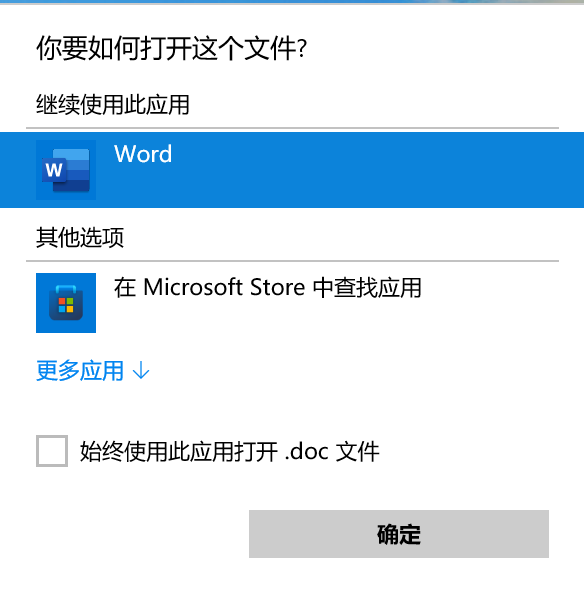 你要如何打开这个文件?
继续使用此应用
W
Word
其他选项
在 Microsoft Store 中查找应用
更多应用 ↓
始终使用此应用打开 .doc 文件
确定